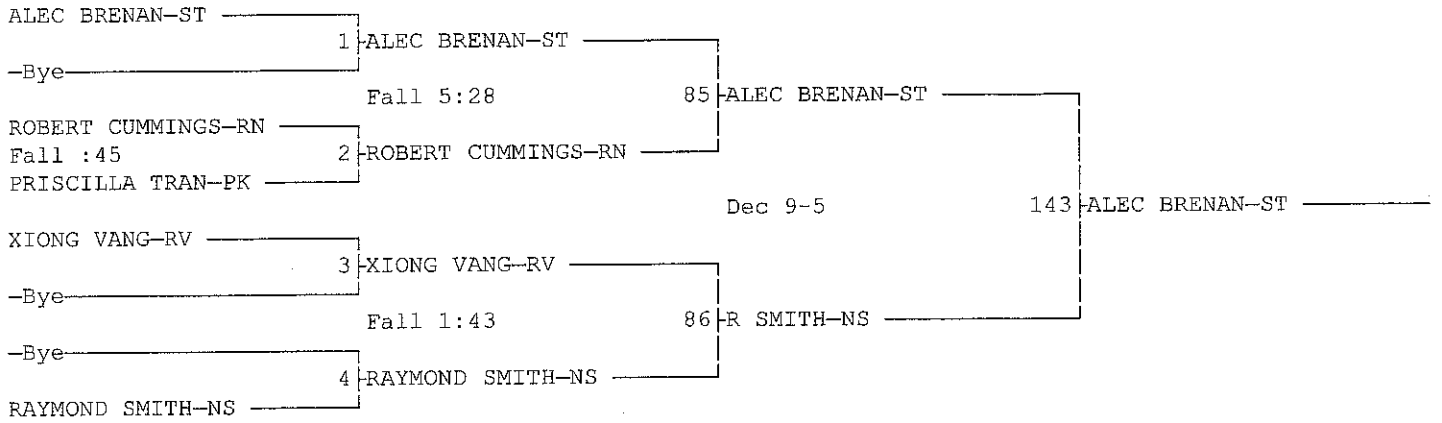 ALEC BRENAN—ST
1 ALEC BRENAN—ST
—Bye
Fall 5:28 85 ALEC BRENAN—ST
ROBERT CUMMINGS—RN
Fall :45 2 ROBERT CUMMINGS—RN
PRISCILLA TRAN—PK
Dec 9-5 143 ALEC BRENAN—ST
XIONG VANG—RV
3 XIONG VANG—RV
—Bye
Fall 1:43 86 R SMITH—NS
—Bye
4 RAYMOND SMITH—NS
RAYMOND SMITH—NS